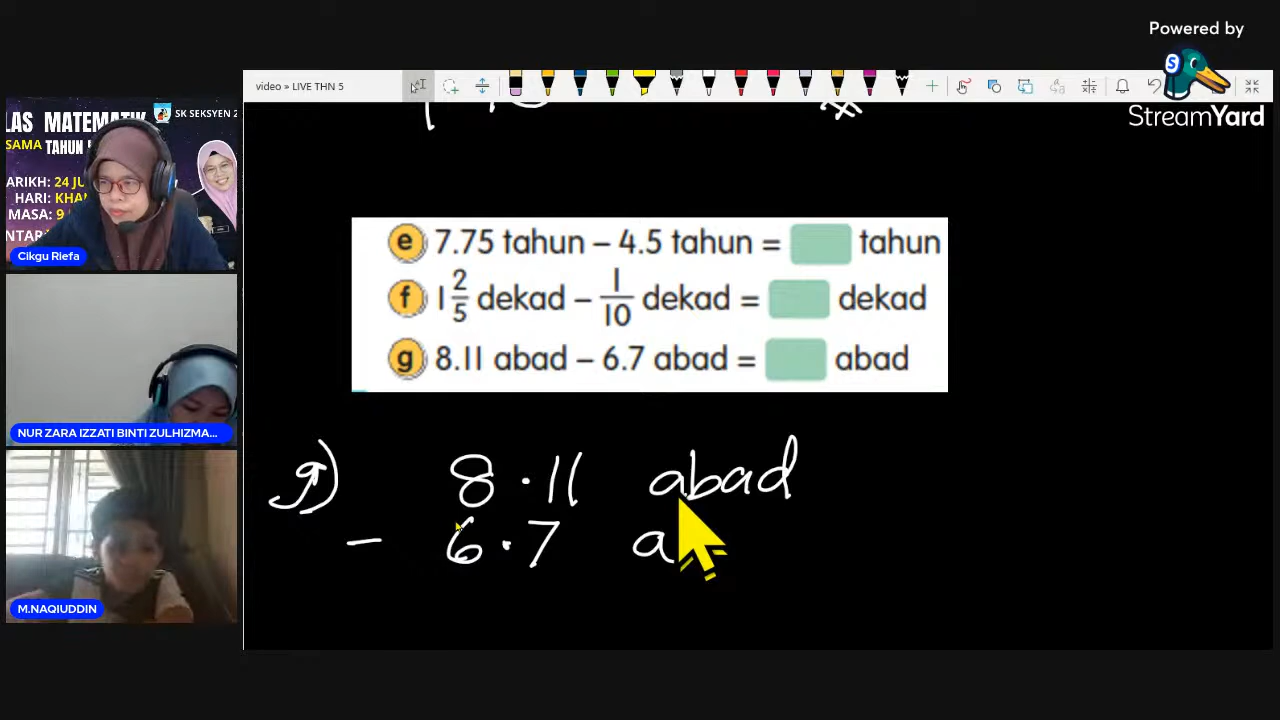 Powered by
StreamYard
video » LIVE THN 5
LAS MATEMATIK
SAMA TAHUN
SK SEKSYEN 2
ARIKH: 24 JU
HARI: KHAM
MASA: 9
NTAR
Cikgu Riefa
NUR ZARA IZZATI BINTI ZULHIZMA...
M.NAQIUDDIN
e 7.75 tahun – 4.5 tahun = tahun
f 1 2/5 dekad – 1/10 dekad = dekad
g 8.11 abad – 6.7 abad = abad
g) 8.11 abad
- 6.7 a